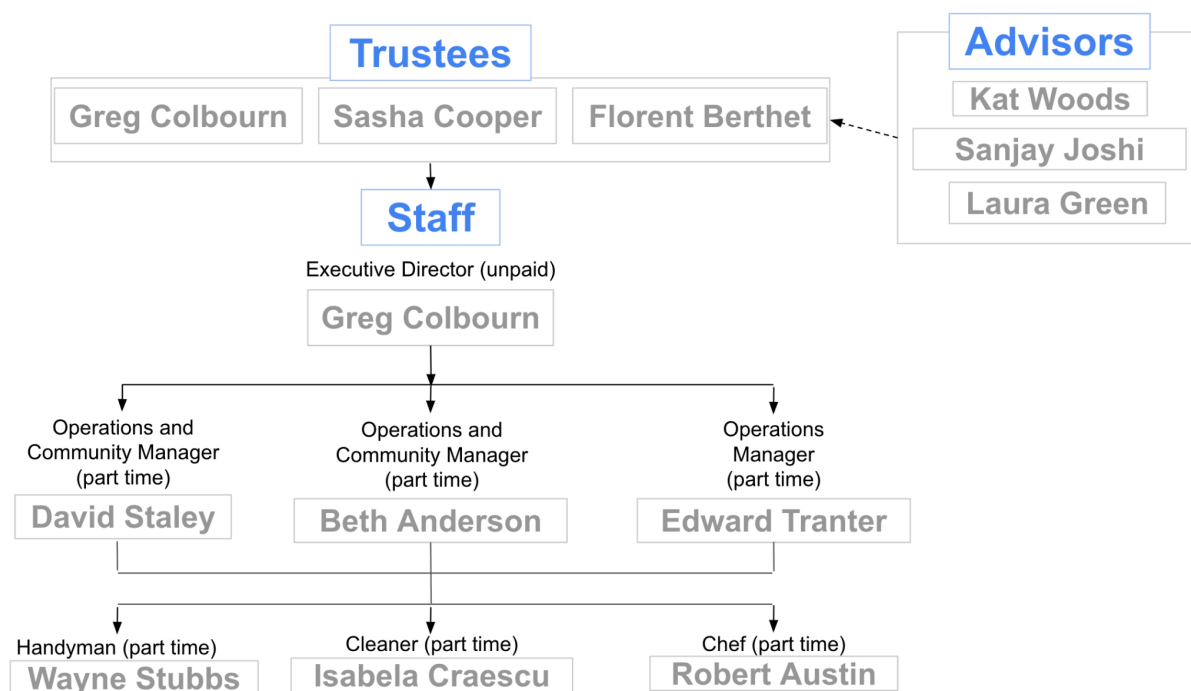 Trustees
Greg Colbourn
Sasha Cooper
Florent Berthet
Advisors
Kat Woods
Sanjay Joshi
Laura Green
Staff
Executive Director (unpaid)
Greg Colbourn
Operations and
Community Manager
(part time)
David Staley
Operations and
Community Manager
(part time)
Beth Anderson
Operations
Manager
(part time)
Edward Tranter
Handyman (part time)
Wayne Stubbs
Cleaner (part time)
Isabela Craescu
Chef (part time)
Robert Austin